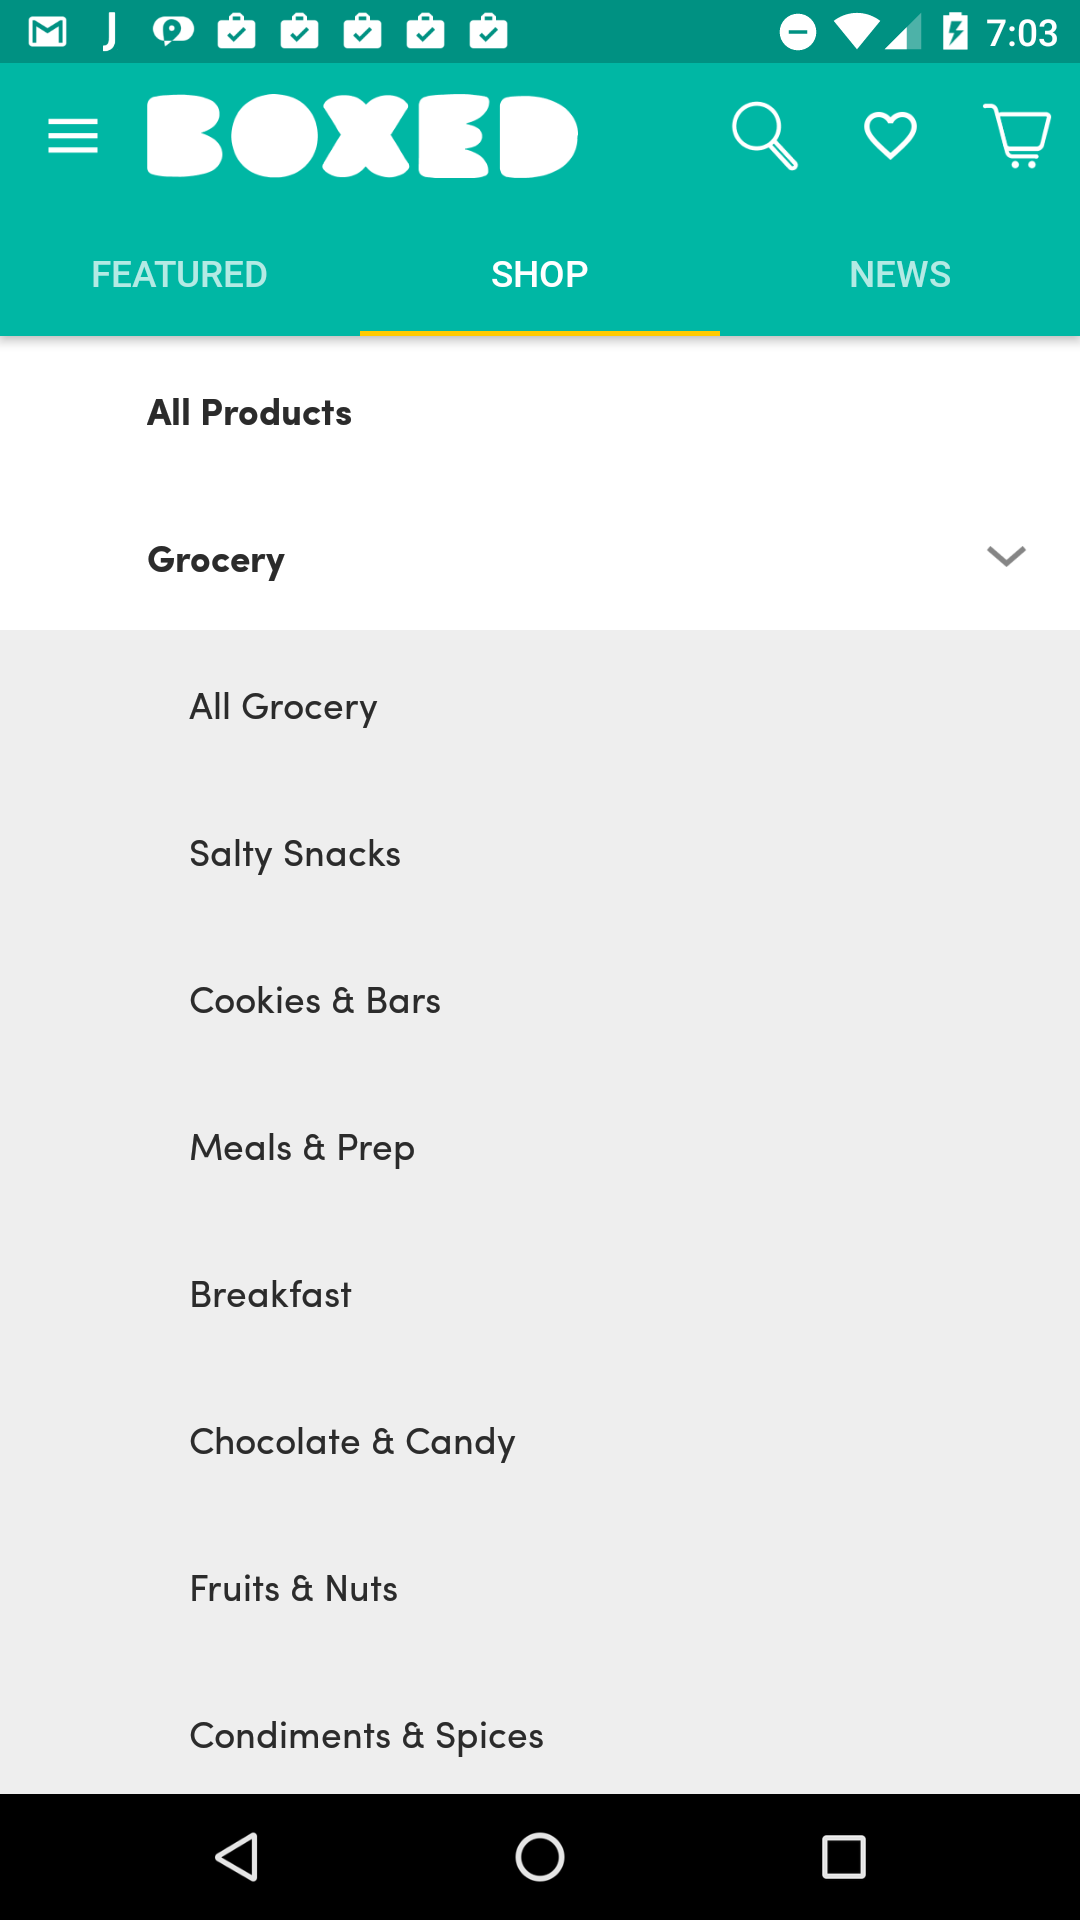 7:03
BOXED
FEATURED
SHOP
NEWS
All Products
Grocery
All Grocery
Salty Snacks
Cookies & Bars
Meals & Prep
Breakfast
Chocolate & Candy
Fruits & Nuts
Condiments & Spices